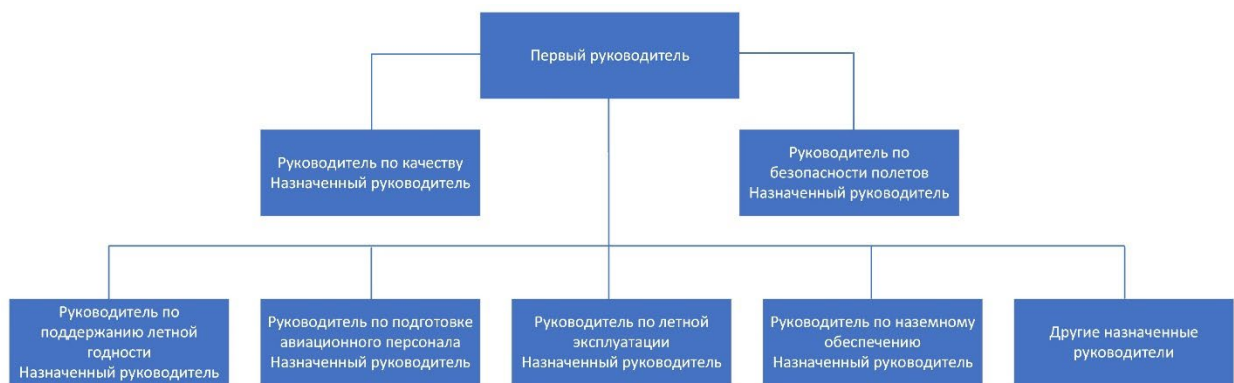 Первый руководитель
Руководитель по качеству
Назначенный руководитель
Руководитель по
безопасности полетов
Назначенный руководитель
Руководитель по
поддержанию летной
годности
Назначенный руководитель
Руководитель по подготовке
авиационного персонала
Назначенный руководитель
Руководитель по летной
эксплуатации
Назначенный руководитель
Руководитель по наземному
обеспечению
Назначенный руководитель
Другие назначенные
руководители